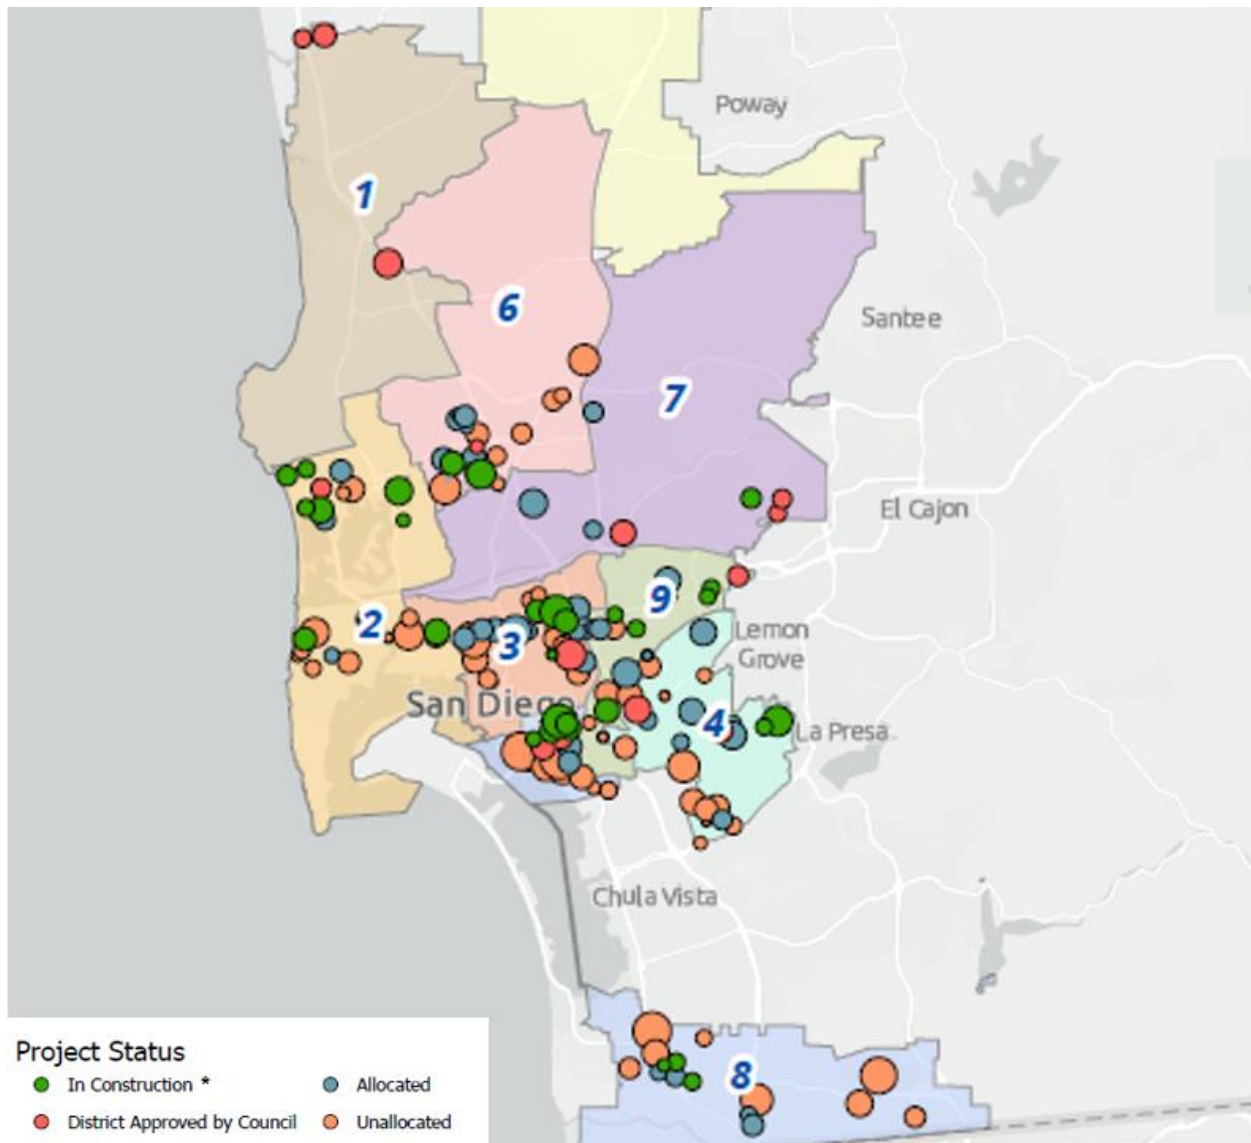 Poway
1
6
Santee
7
El Cajon
9
2
3
Lemon
Grove
San Diego
4
La Presa
Chula Vista
8
Project Status
In Construction *
Allocated
District Approved by Council
Unallocated